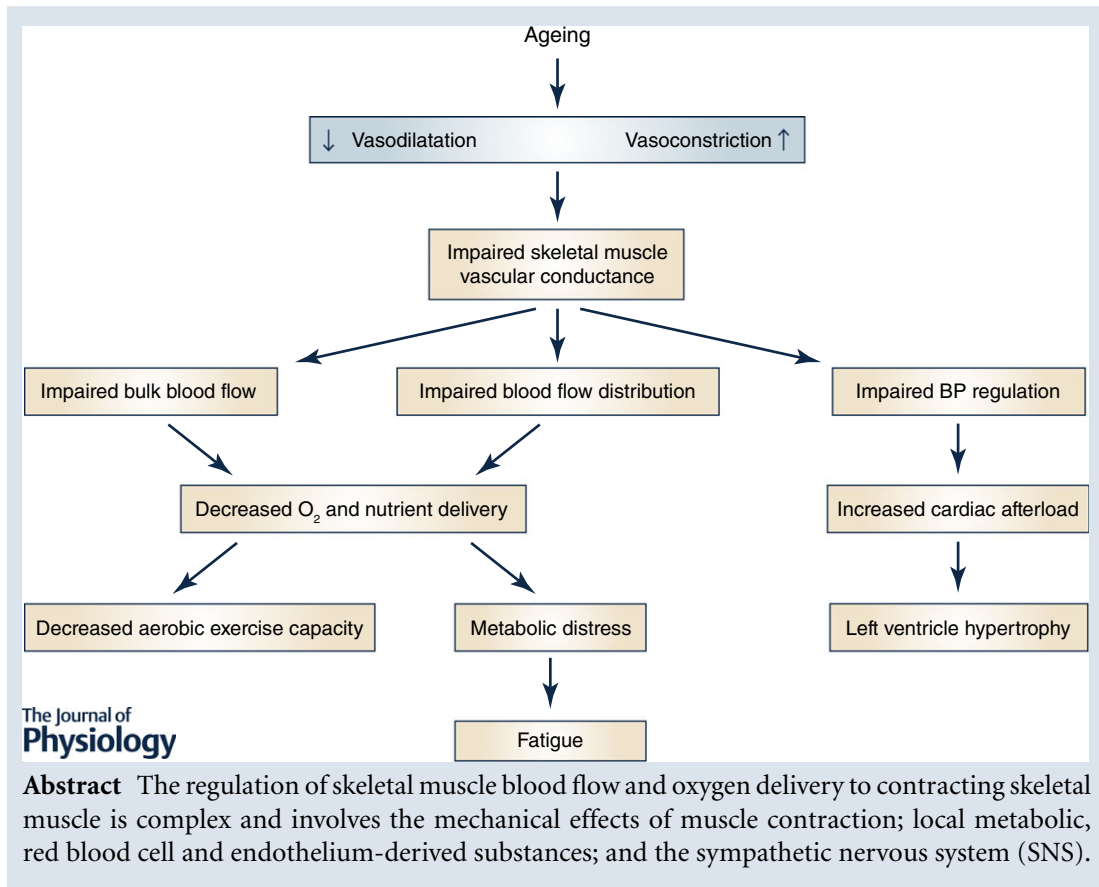 Ageing
↓ Vasodilatation Vasoconstriction ↑
Impaired skeletal muscle
vascular conductance
Impaired bulk blood flow
Impaired blood flow distribution
Impaired BP regulation
Decreased O₂ and nutrient delivery
Increased cardiac afterload
Decreased aerobic exercise capacity
Metabolic distress
Left ventricle hypertrophy
Fatigue
The Journal of
Physiology
Abstract The regulation of skeletal muscle blood flow and oxygen delivery to contracting skeletal
muscle is complex and involves the mechanical effects of muscle contraction; local metabolic,
red blood cell and endothelium-derived substances; and the sympathetic nervous system (SNS).